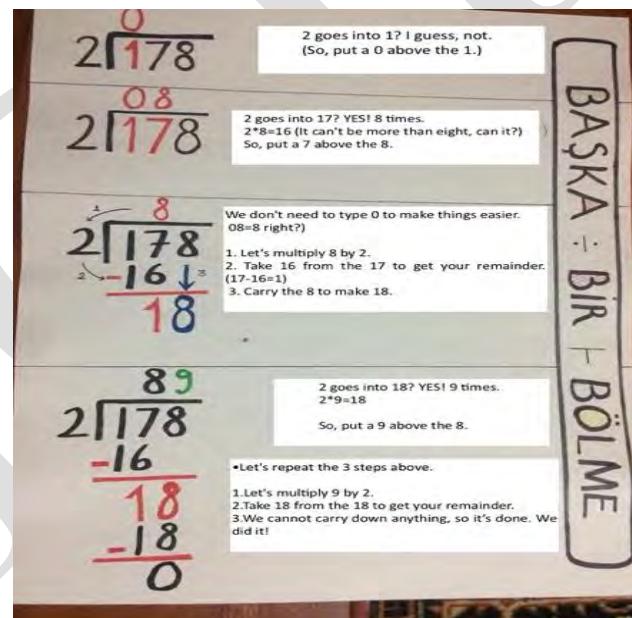 0
2 178
2 goes into 1? I guess, not.
(So, put a 0 above the 1.)
08
2 178
2 goes into 17? YES! 8 times.
2*8=16 (It can't be more than eight, can it?)
So, put a 7 above the 8.
1 8
2 178
2 -16 ↓ 3
18
We don't need to type 0 to make things easier.
08=8 right?)
1. Let's multiply 8 by 2.
2. Take 16 from the 17 to get your remainder.
(17-16=1)
3. Carry the 8 to make 18.
89
2 178
-16
18
-18
0
2 goes into 18? YES! 9 times.
2*9=18
So, put a 9 above the 8.
•Let's repeat the 3 steps above.
1.Let's multiply 9 by 2.
2.Take 18 from the 18 to get your remainder.
3.We cannot carry down anything, so it's done. We
did it!
BAŞKA ÷ BİR ⊢ BÖLME